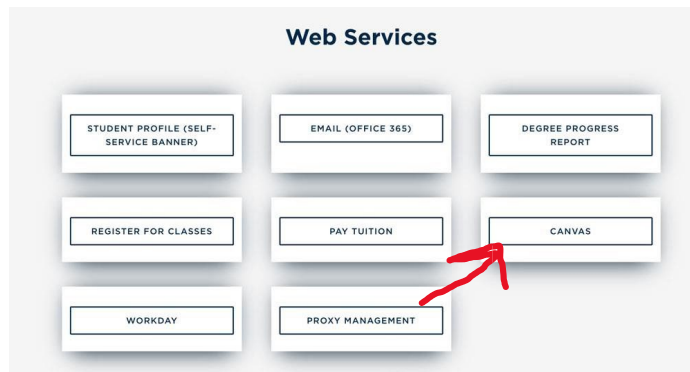 Web Services
STUDENT PROFILE (SELF-
SERVICE BANNER)
EMAIL (OFFICE 365)
DEGREE PROGRESS
REPORT
REGISTER FOR CLASSES
PAY TUITION
CANVAS
WORKDAY
PROXY MANAGEMENT